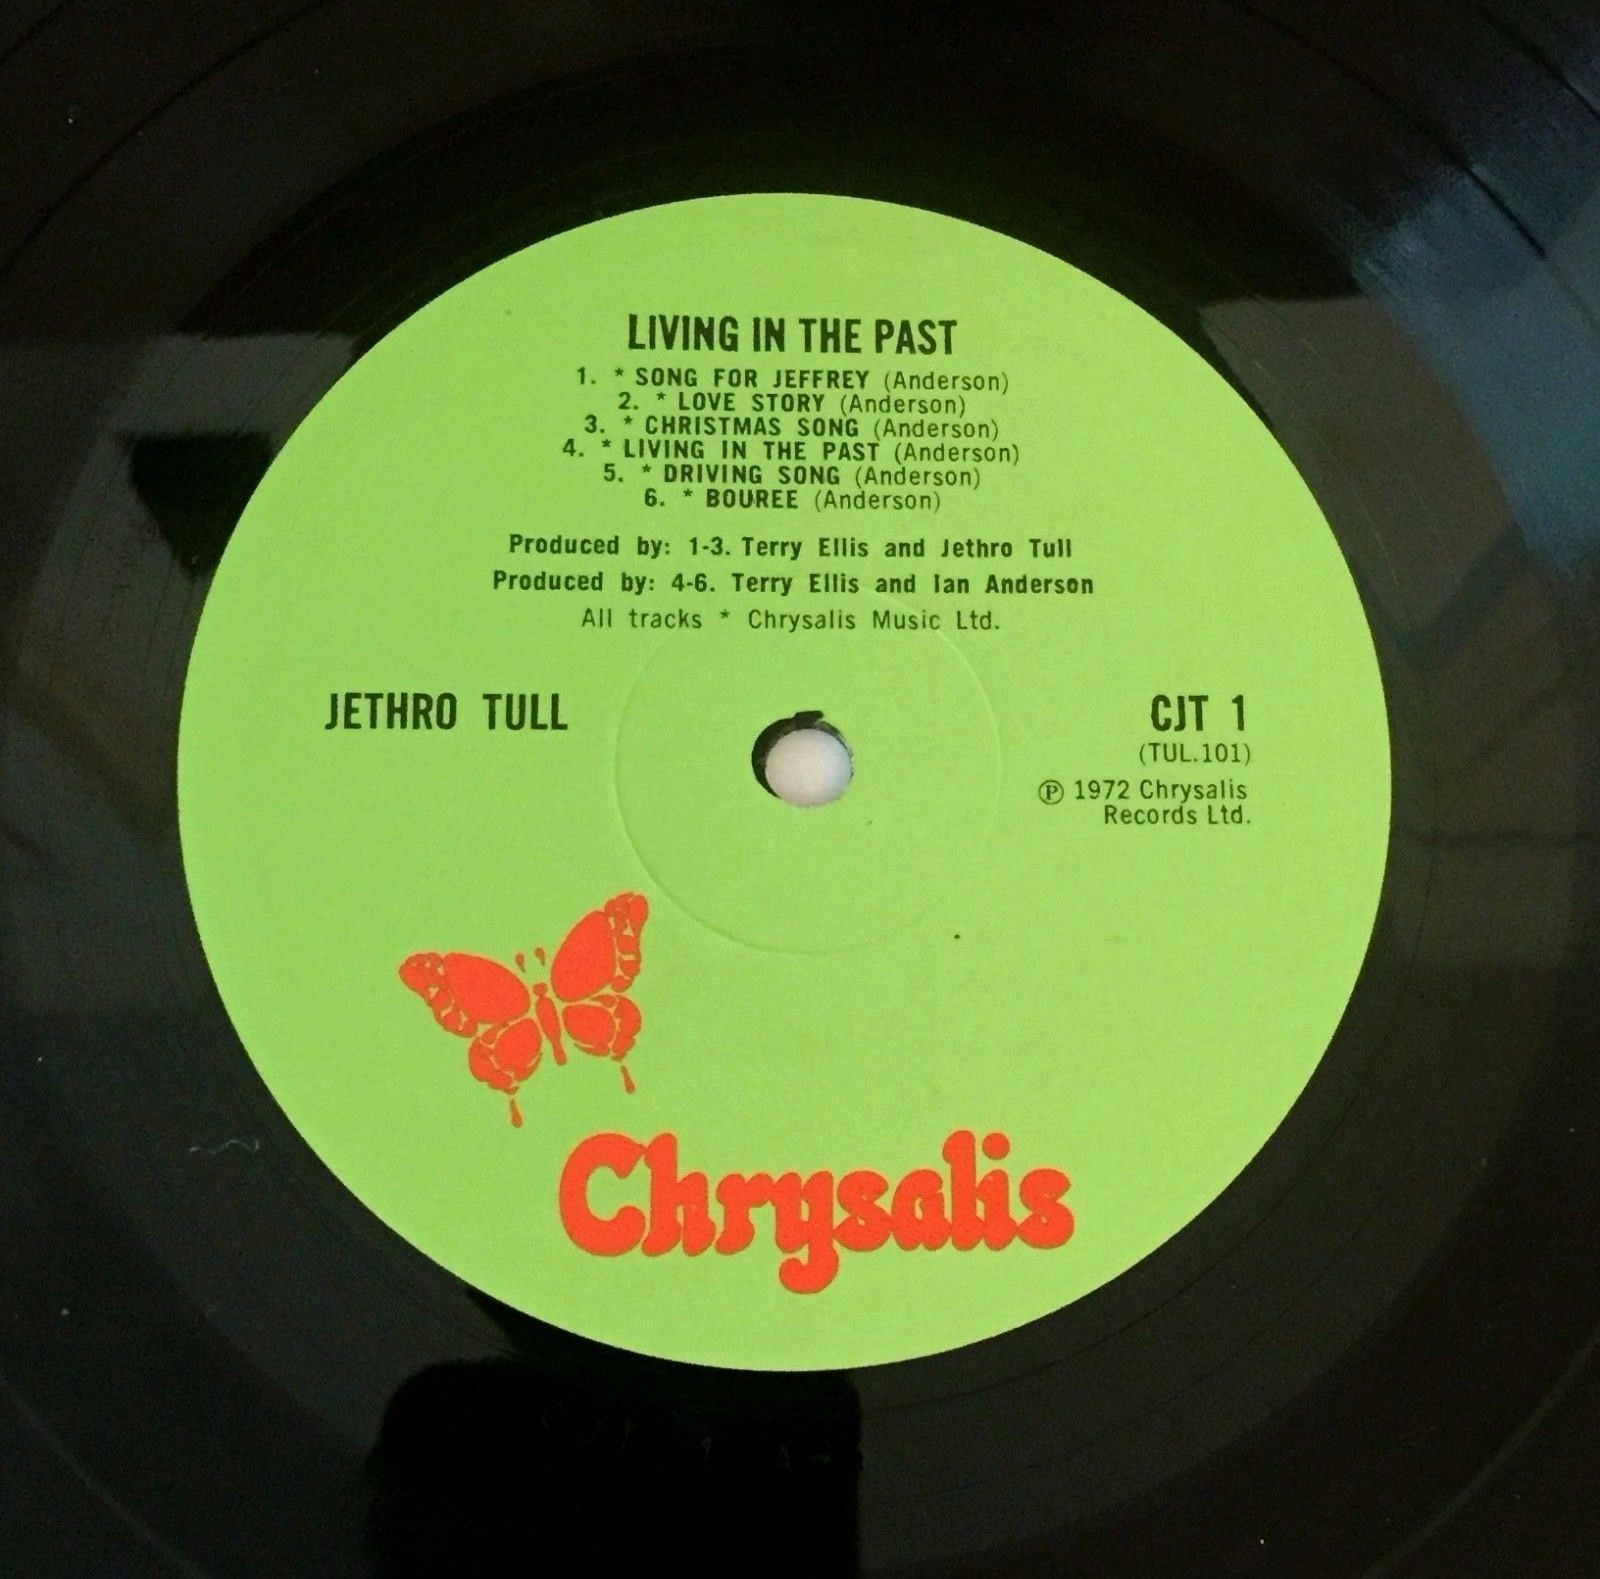 LIVING IN THE PAST
1. * SONG FOR JEFFREY (Anderson)
2. * LOVE STORY (Anderson)
3. * CHRISTMAS SONG (Anderson)
4. * LIVING IN THE PAST (Anderson)
5. * DRIVING SONG (Anderson)
6. * BOUREE (Anderson)
Produced by: 1-3. Terry Ellis and Jethro Tull
Produced by: 4-6. Terry Ellis and Ian Anderson
All tracks * Chrysalis Music Ltd.
JETHRO TULL
CJT 1
(TUL.101)
℗ 1972 Chrysalis
Records Ltd.
Chrysalis